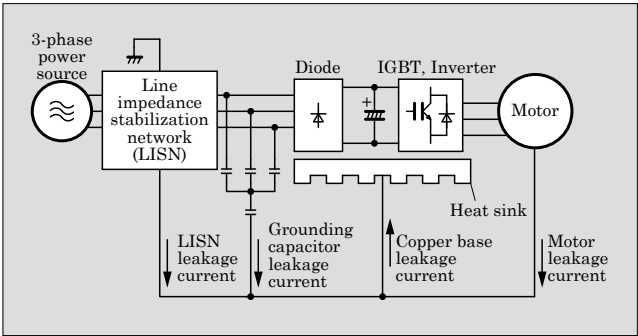 3-phase
power
source
Line
impedance
stabilization
network
(LISN)
Diode
IGBT, Inverter
+
Motor
Heat sink
LISN
leakage
current
Grounding
capacitor
leakage
current
Copper base
leakage
current
Motor
leakage
current